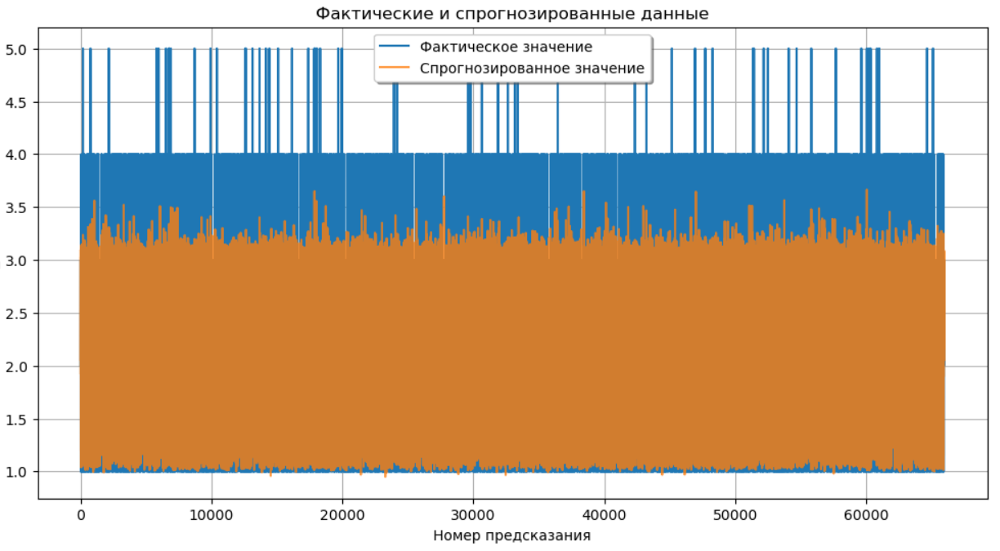 Фактические и спрогнозированные данные
Фактическое значение
Спрогнозированное значение
5.0
4.5
4.0
3.5
3.0
2.5
2.0
1.5
1.0
0 10000 20000 30000 40000 50000 60000
Номер предсказания